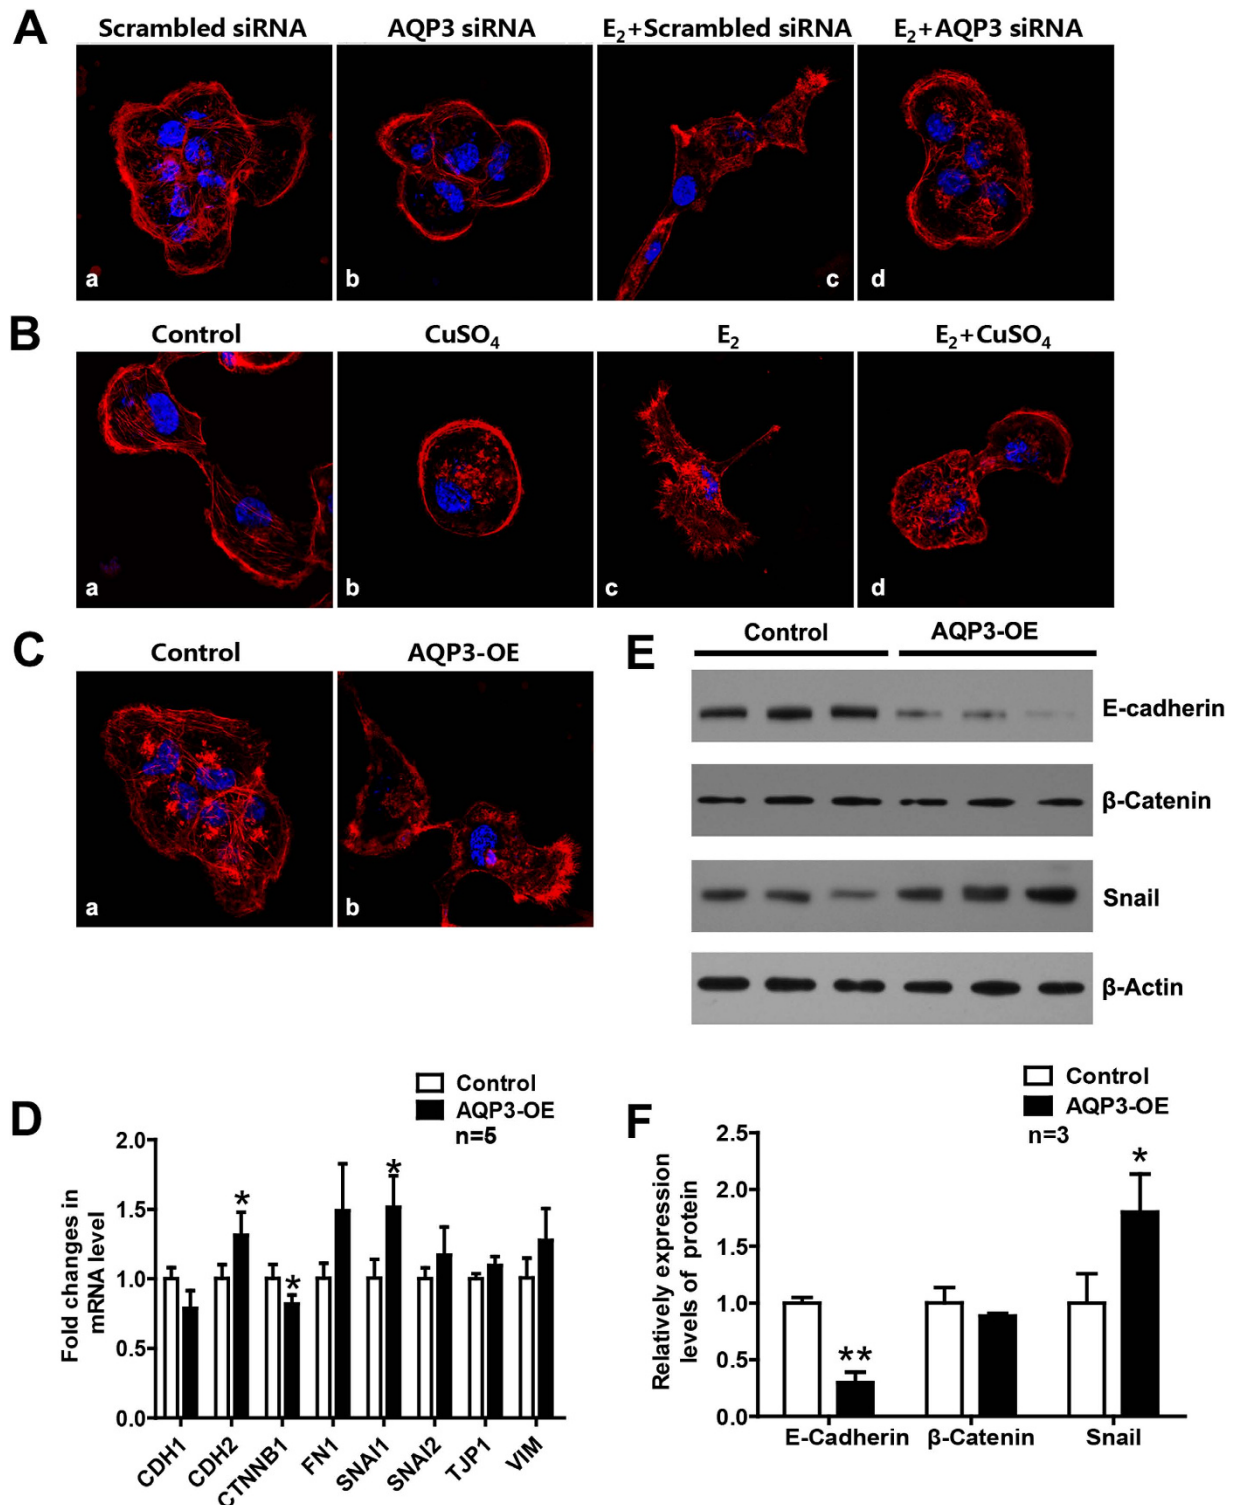 A
Scrambled siRNA
AQP3 siRNA
E₂+Scrambled siRNA
E₂+AQP3 siRNA
a
b
c
d
B
Control
CuSO₄
E₂
E₂+CuSO₄
a
b
c
d
C
Control
AQP3-OE
a
b
E
Control
AQP3-OE
E-cadherin
β-Catenin
Snail
β-Actin
D
Control
AQP3-OE
n=5
Fold changes in
mRNA level
2.0
1.5
1.0
0.5
0.0
*
*
*
CDH1
CDH2
CTNNB1
FN1
SNAI1
SNAI2
TJP1
VIM
F
Control
AQP3-OE
n=3
Relatively expression
levels of protein
2.5
2.0
1.5
1.0
0.5
0.0
**
*
E-Cadherin
β-Catenin
Snail